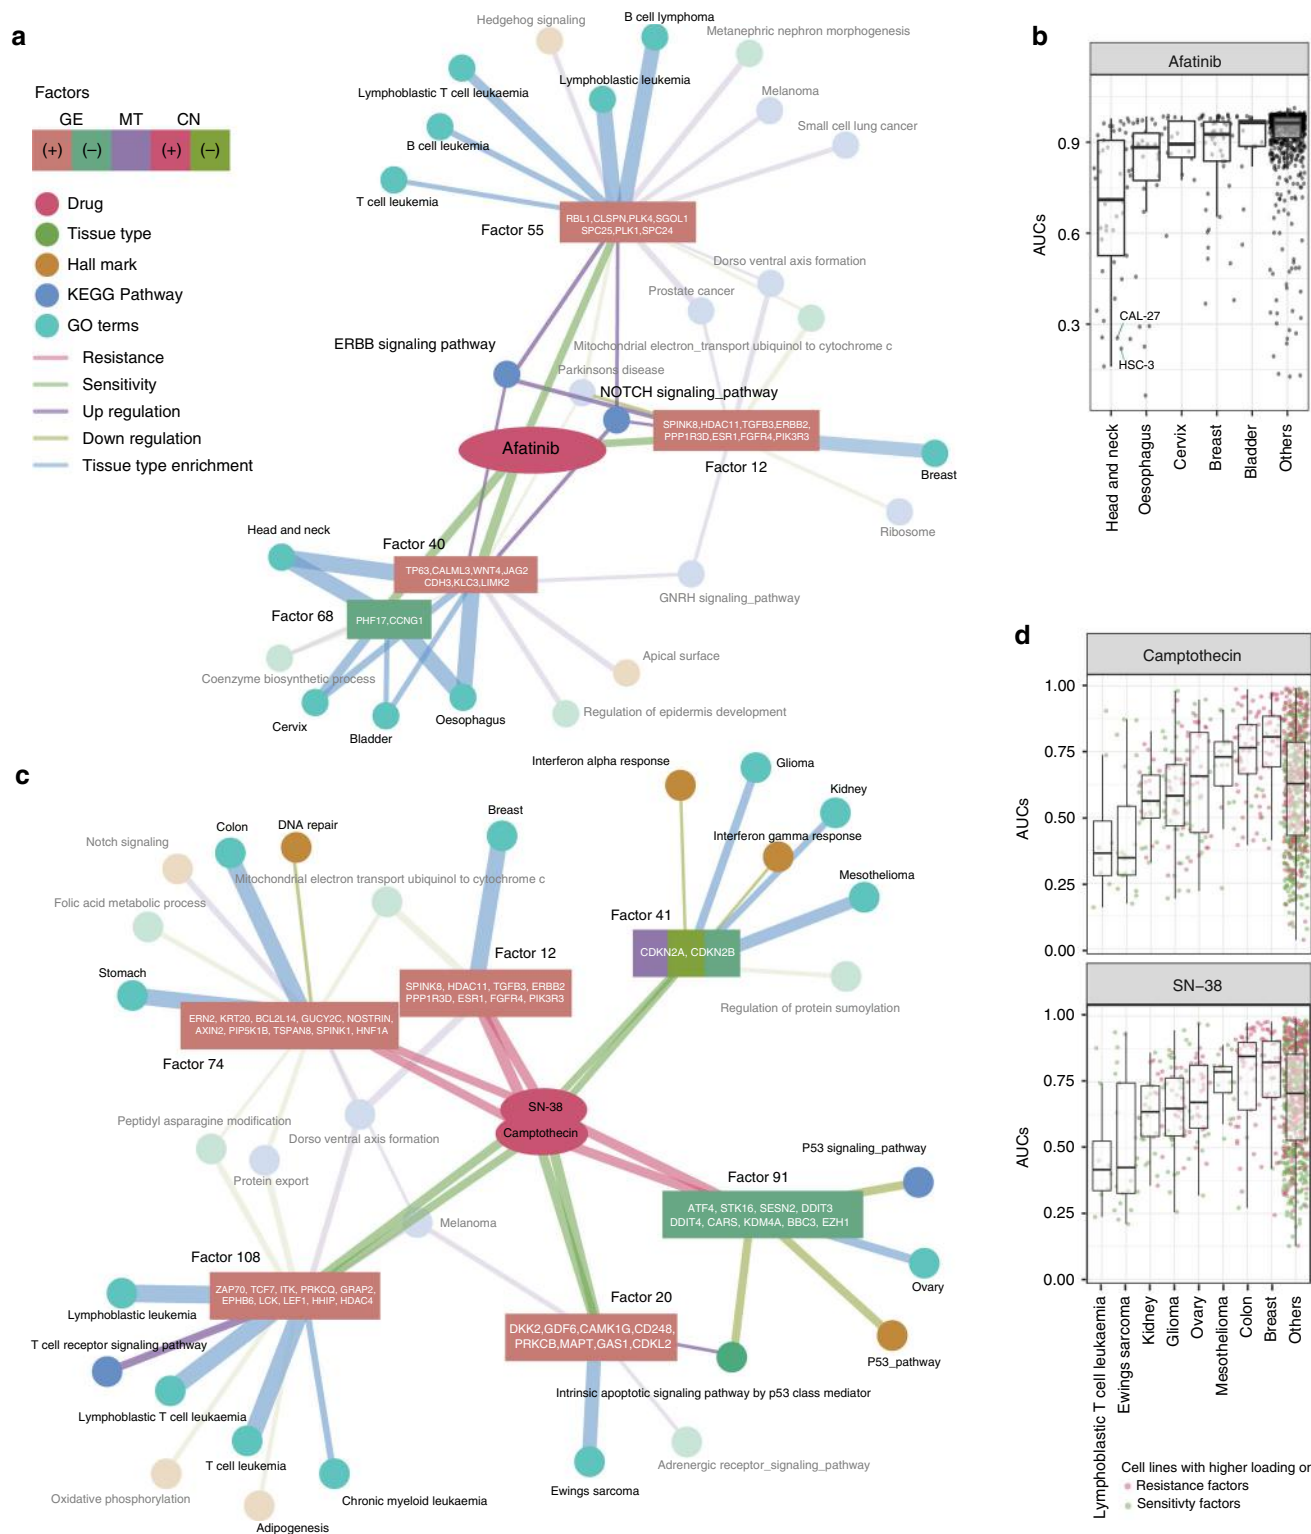 a
Factors
GE MT CN
(+) (–) (+) (–)
Drug
Tissue type
Hall mark
KEGG Pathway
GO terms
Resistance
Sensitivity
Up regulation
Down regulation
Tissue type enrichment
Hedgehog signaling
B cell lymphoma
Metanephric nephron morphogenesis
Lymphoblastic T cell leukaemia
Lymphoblastic leukemia
Melanoma
Small cell lung cancer
B cell leukemia
T cell leukemia
Factor 55
RBL1,CLSPN,PLK4,SGOL1
SPC25,PLK1,SPC24
Dorso ventral axis formation
Prostate cancer
ERBB signaling pathway
Mitochondrial electron_transport ubiquinol to cytochrome c
Parkinsons disease
NOTCH signaling_pathway
SPINK8,HDAC11,TGFB3,ERBB2,
PPP1R3D,ESR1,FGFR4,PIK3R3
Afatinib
Factor 12
Breast
Ribosome
Head and neck
Factor 40
TP63,CALML3,WNT4,JAG2
CDH3,KLC3,LIMK2
GNRH signaling_pathway
Factor 68
PHF17,CCNG1
Coenzyme biosynthetic process
Apical surface
Cervix
Bladder
Oesophagus
Regulation of epidermis development
b
Afatinib
AUCs
0.9
0.6
0.3
CAL-27
HSC-3
Head and neck
Oesophagus
Cervix
Breast
Bladder
Others
c
Interferon alpha response
Glioma
Kidney
Interferon gamma response
Mesothelioma
Factor 41
CDKN2A, CDKN2B
Regulation of protein sumoylation
Notch signaling
Colon
DNA repair
Breast
Mitochondrial electron transport ubiquinol to cytochrome c
Folic acid metabolic process
Stomach
Factor 12
SPINK8, HDAC11, TGFB3, ERBB2
PPP1R3D, ESR1, FGFR4, PIK3R3
ERN2, KRT20, BCL2L14, GUCY2C, NOSTRIN,
AXIN2, PIP5K1B, TSPAN8, SPINK1, HNF1A
Factor 74
SN-38
Camptothecin
Peptidyl asparagine modification
Dorso ventral axis formation
Protein export
Melanoma
P53 signaling_pathway
Factor 91
ATF4, STK16, SESN2, DDIT3
DDIT4, CARS, KDM4A, BBC3, EZH1
Ovary
P53_pathway
Factor 108
ZAP70, TCF7, ITK, PRKCQ, GRAP2,
EPHB6, LCK, LEF1, HHIP, HDAC4
Lymphoblastic leukemia
T cell receptor signaling pathway
Lymphoblastic T cell leukaemia
T cell leukemia
Chronic myeloid leukaemia
Oxidative phosphorylation
Adipogenesis
Factor 20
DKK2,GDF6,CAMK1G,CD248,
PRKCB,MAPT,GAS1,CDKL2
Intrinsic apoptotic signaling pathway by p53 class mediator
Adrenergic receptor_signaling_pathway
Ewings sarcoma
d
Camptothecin
AUCs
1.00
0.75
0.50
0.25
0.00
SN–38
AUCs
1.00
0.75
0.50
0.25
0.00
Lymphoblastic T cell leukaemia
Ewings sarcoma
Kidney
Glioma
Ovary
Mesothelioma
Colon
Breast
Others
Cell lines with higher loading or
Resistance factors
Sensitivty factors